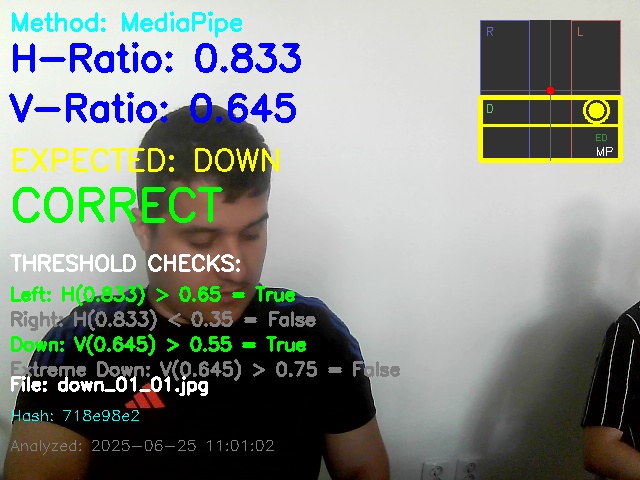 Method: MediaPipe
H-Ratio: 0.833
V-Ratio: 0.645
EXPECTED: DOWN
CORRECT
THRESHOLD CHECKS:
Left: H(0.833) > 0.65 = True
Right: H(0.833) < 0.35 = False
Down: V(0.645) > 0.55 = True
Extreme Down: V(0.645) > 0.75 = False
File: down_01_01.jpg
Hash: 718e98e2
Analyzed: 2025-06-25 11:01:02
R L
D
ED
MP